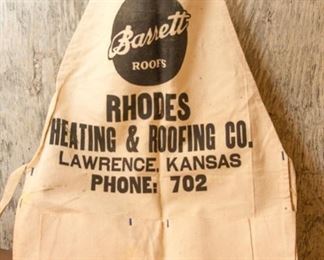 Barrett
ROOFS
RHODES
HEATING & ROOFING CO.
LAWRENCE, KANSAS
PHONE: 702